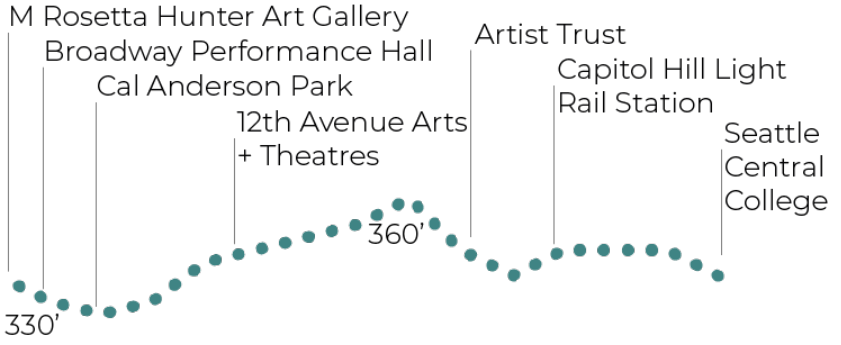 M Rosetta Hunter Art Gallery
Broadway Performance Hall
Cal Anderson Park
12th Avenue Arts
+ Theatres
Artist Trust
Capitol Hill Light
Rail Station
Seattle
Central
College
360’
330’